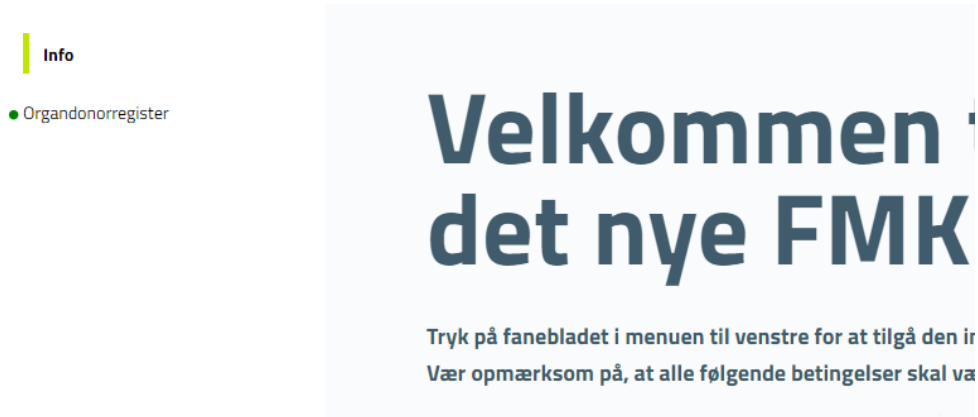 Info
Organdonorregister
Velkommen
det nye FMK
Tryk på fanebladet i menuen til venstre for at tilgå den
Vær opmærksom på, at alle følgende betingelser skal